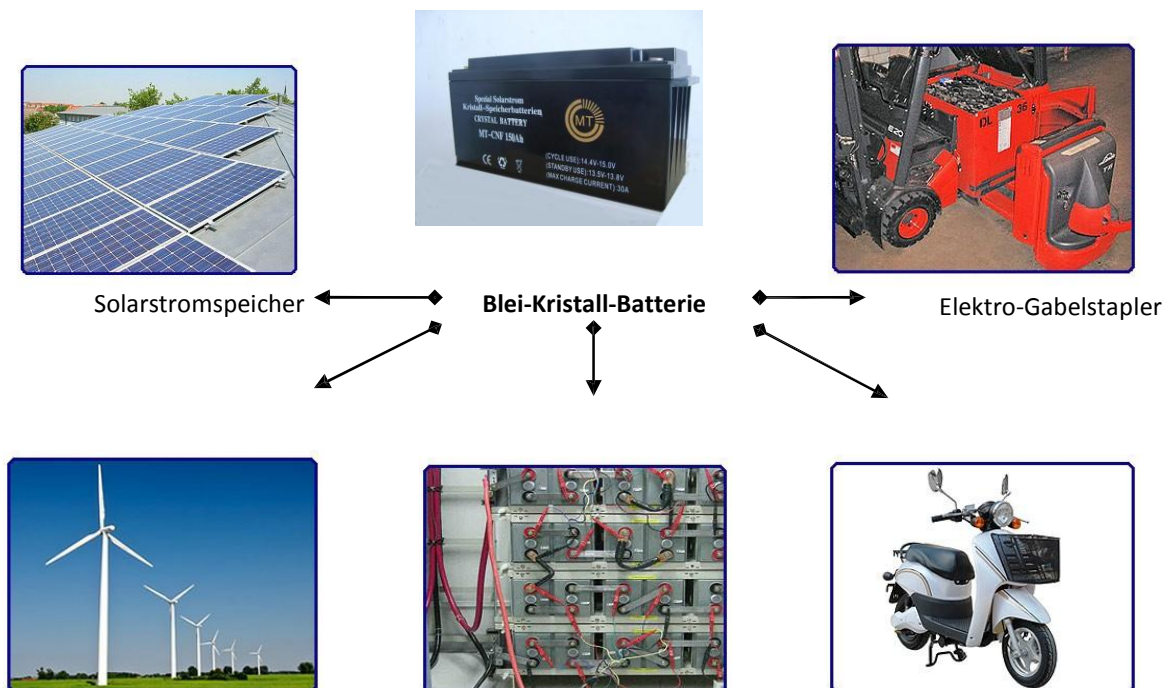 Spezial Solarstrom
Kristall-Speicherbatterien
CRYSTAL BATTERY
MT-CNF 150Ah
MT
CE
(CYCLE USE):14.4V-15.0V
(STANDBY USE):13.5V-13.8V
(MAX CHARGE CURRENT):30A
DL
36
E20
Solarstromspeicher
Blei-Kristall-Batterie
Elektro-Gabelstapler